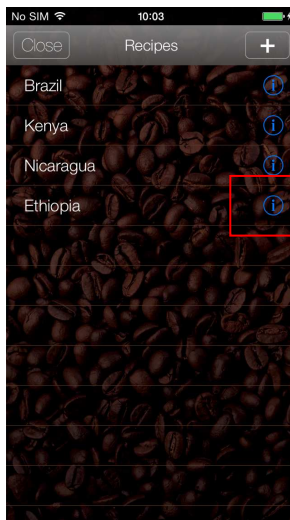 No SIM 10:03
Close Recipes +
Brazil i
Kenya i
Nicaragua i
Ethiopia i